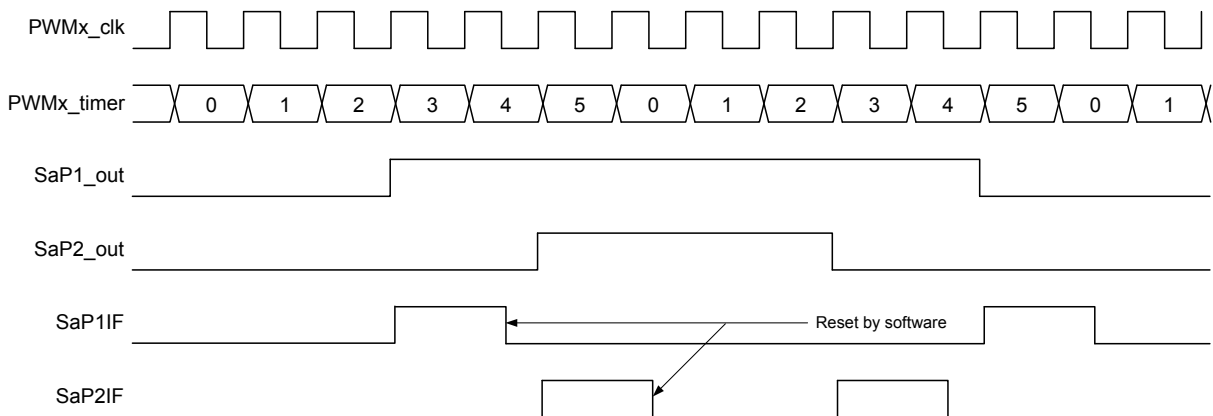 PWMx_clk
PWMx_timer 0 1 2 3 4 5 0 1 2 3 4 5 0 1
SaP1_out
SaP2_out
SaP1IF Reset by software
SaP2IF